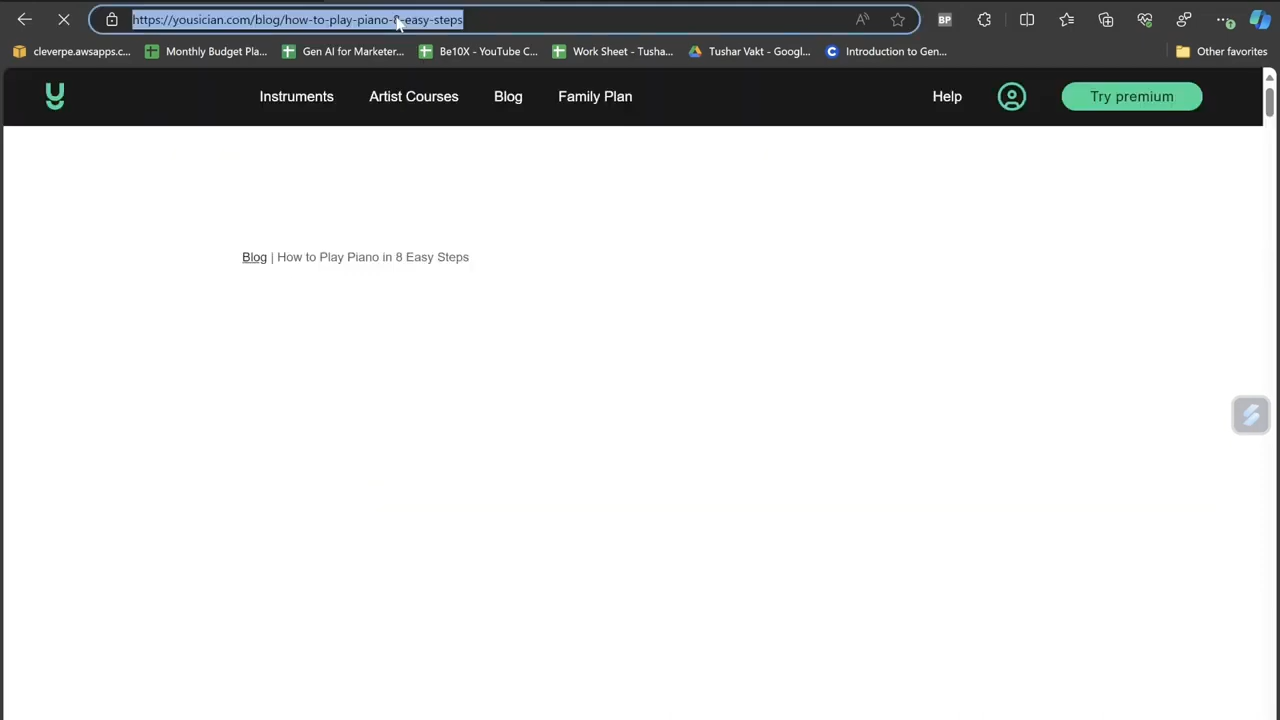 https://yousician.com/blog/how-to-play-piano-8-easy-steps
BP
cleverpe.awsapps.c... Monthly Budget Pla... Gen AI for Marketer... Be10X - YouTube C... Work Sheet - Tusha... Tushar Vakt - Googl... Introduction to Gen... Other favorites
Instruments Artist Courses Blog Family Plan Help Try premium
Blog | How to Play Piano in 8 Easy Steps